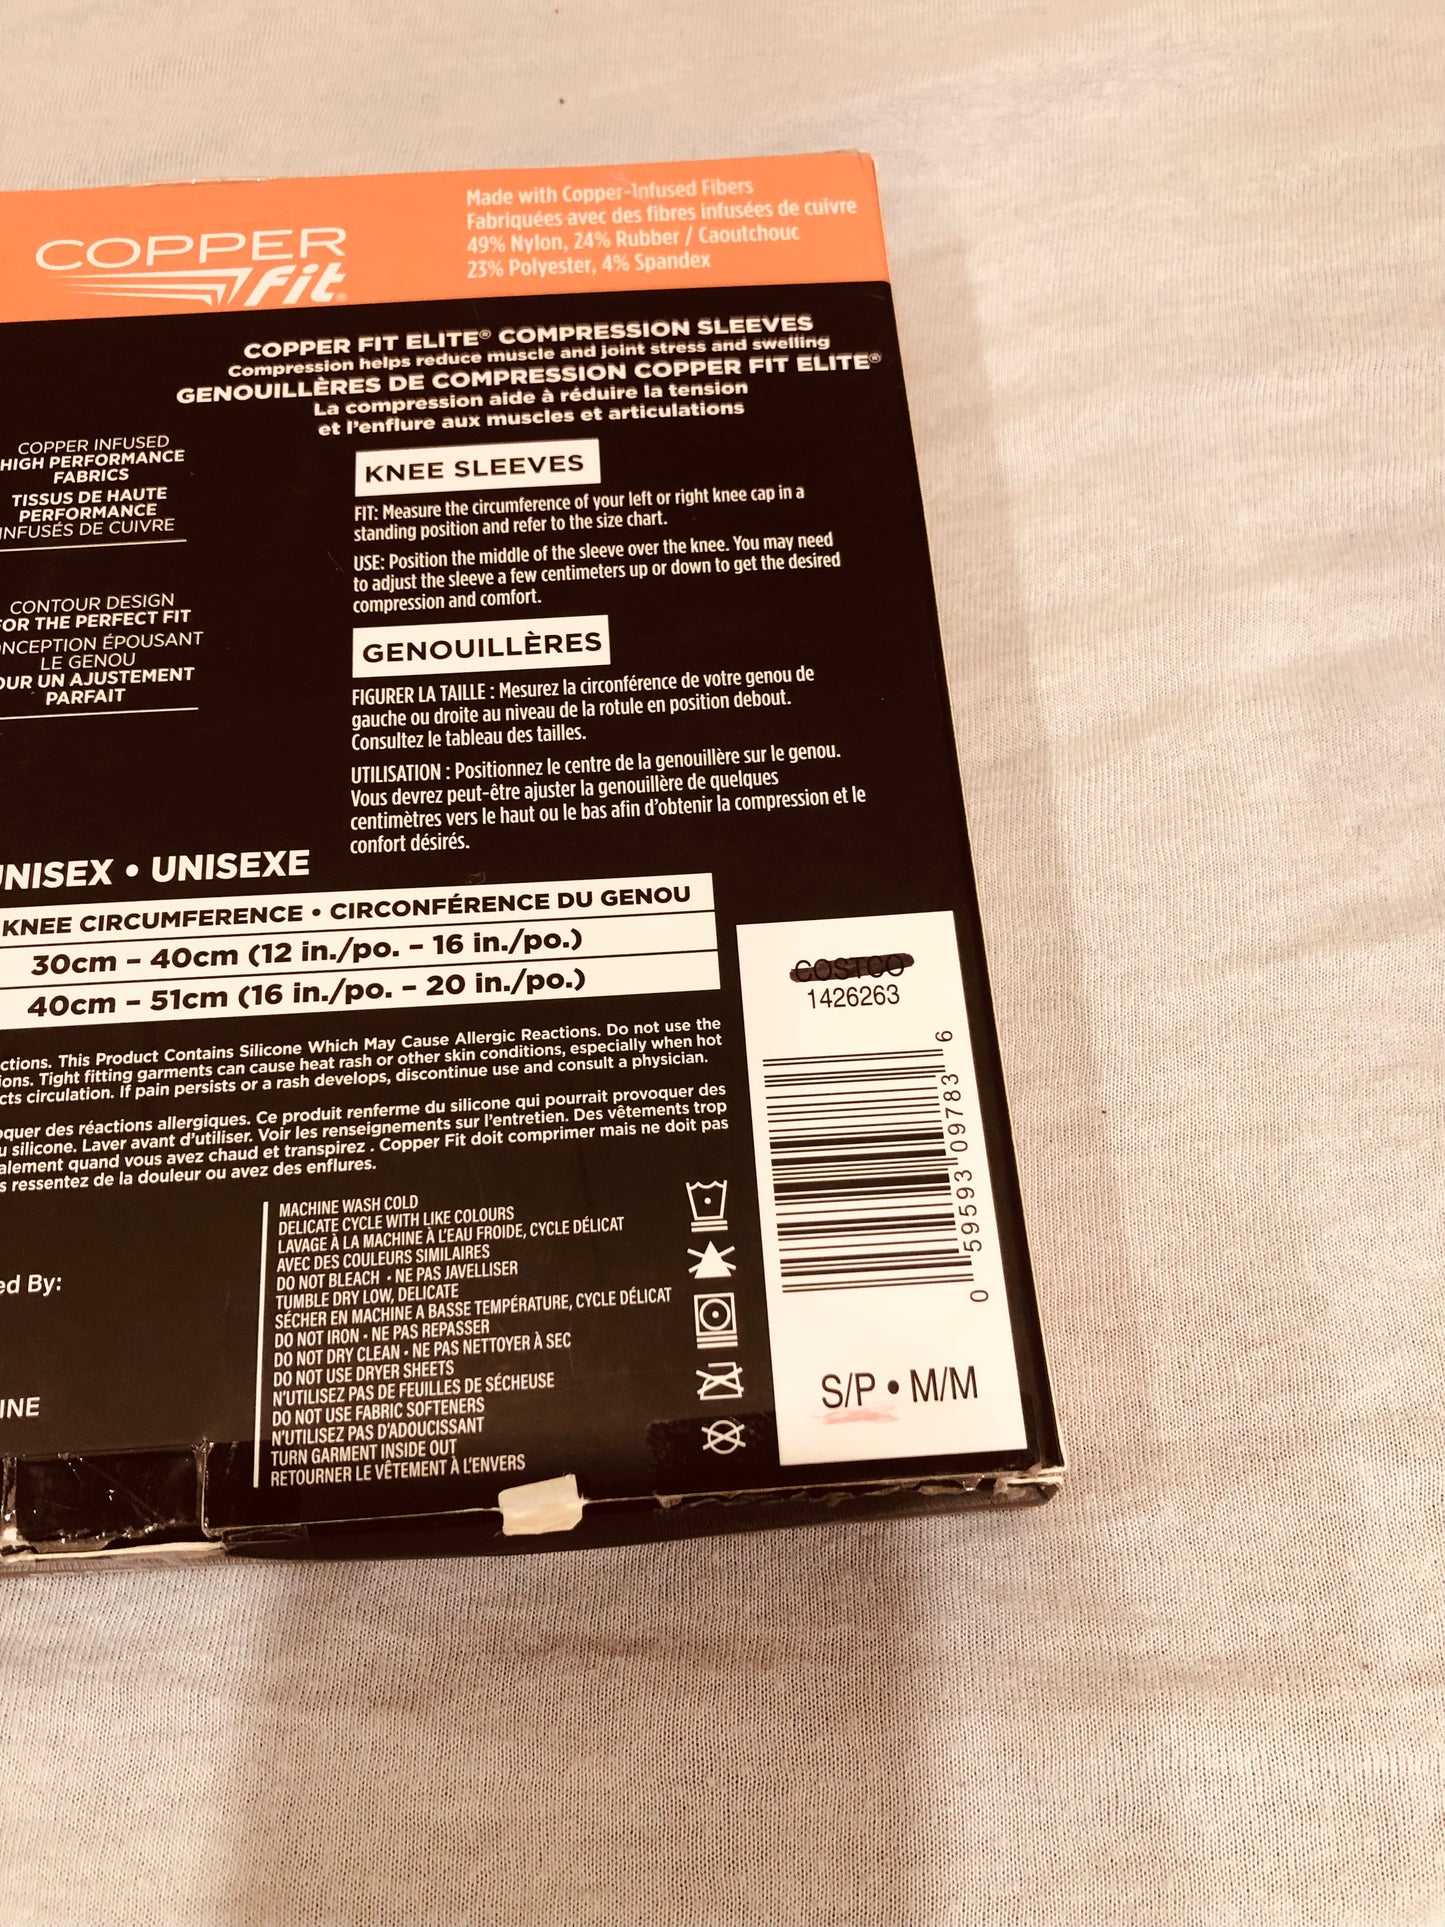 COPPER
Fit®
Made with Copper-Infused Fibers
Fabriquées avec des fibres infusées de cuivre
49% Nylon, 24% Rubber / Caoutchouc
23% Polyester, 4% Spandex
COPPER FIT ELITE® COMPRESSION SLEEVES
Compression helps reduce muscle and joint stress and swelling
GENOUILLÈRES DE COMPRESSION COPPER FIT ELITE®
La compression aide à réduire la tension
et l'enflure aux muscles et articulations
COPPER INFUSED
HIGH PERFORMANCE
FABRICS
TISSUS DE HAUTE
PERFORMANCE
INFUSÉS DE CUIVRE
CONTOUR DESIGN
OR THE PERFECT FIT
NCEPTION ÉPOUSANT
LE GENOU
OUR UN AJUSTEMENT
PARFAIT
KNEE SLEEVES
FIT: Measure the circumference of your left or right knee cap in a
standing position and refer to the size chart.
USE: Position the middle of the sleeve over the knee. You may need
to adjust the sleeve a few centimeters up or down to get the desired
compression and comfort.
GENOUILLÈRES
FIGURER LA TAILLE : Mesurez la circonférence de votre genou de
gauche ou droite au niveau de la rotule en position debout.
Consultez le tableau des tailles.
UTILISATION : Positionnez le centre de la genouillère sur le genou.
Vous devrez peut-être ajuster la genouillère de quelques
centimètres vers le haut ou le bas afin d'obtenir la compression et le
confort désirés.
NISEX • UNISEXE
KNEE CIRCUMFERENCE • CIRCONFÉRENCE DU GENOU
30cm – 40cm (12 in./po. – 16 in./po.)
40cm – 51cm (16 in./po. – 20 in./po.)
ctions. This Product Contains Silicone Which May Cause Allergic Reactions. Do not use the
ions. Tight fitting garments can cause heat rash or other skin conditions, especially when hot
cts circulation. If pain persists or a rash develops, discontinue use and consult a physician.
oquer des réactions allergiques. Ce produit renferme du silicone qui pourrait provoquer des
u silicone. Laver avant d'utiliser. Voir les renseignements sur l'entretien. Des vêtements trop
alement quand vous avez chaud et transpirez . Copper Fit doit comprimer mais ne doit pas
s ressentez de la douleur ou avez des enflures.
ed By:
INE
MACHINE WASH COLD
DELICATE CYCLE WITH LIKE COLOURS
LAVAGE À LA MACHINE À L'EAU FROIDE, CYCLE DÉLICAT
AVEC DES COULEURS SIMILAIRES
DO NOT BLEACH • NE PAS JAVELLISER
TUMBLE DRY LOW, DELICATE
SÉCHER EN MACHINE A BASSE TEMPÉRATURE, CYCLE DÉLICAT
DO NOT IRON • NE PAS REPASSER
DO NOT DRY CLEAN • NE PAS NETTOYER À SEC
DO NOT USE DRYER SHEETS
N'UTILISEZ PAS DE FEUILLES DE SÉCHEUSE
DO NOT USE FABRIC SOFTENERS
N'UTILISEZ PAS D'ADOUCISSANT
TURN GARMENT INSIDE OUT
RETOURNER LE VÊTEMENT À L'ENVERS
COSTCO
1426263
0 59593 09783 6
S/P • M/M